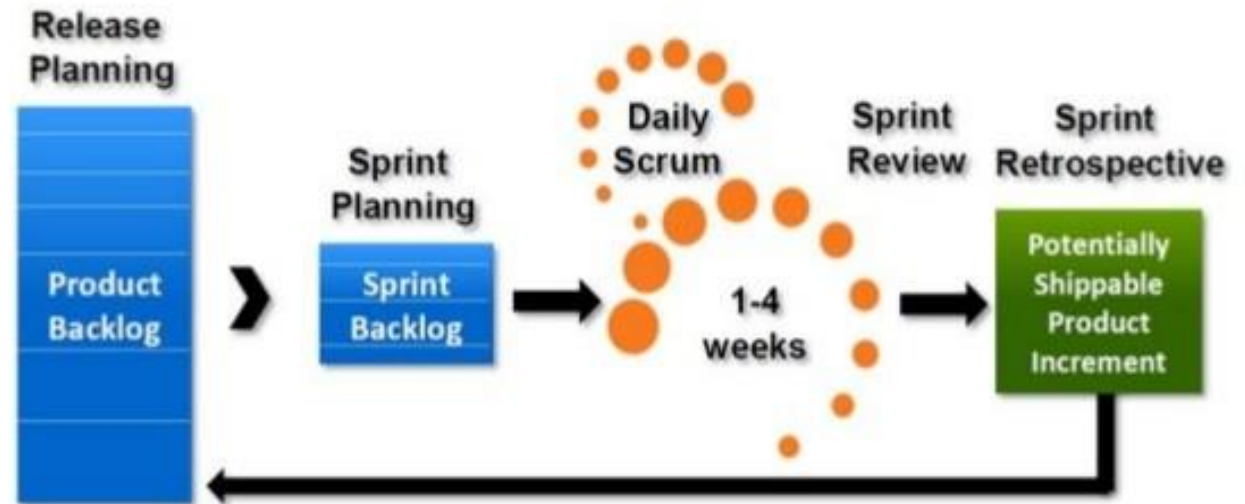 Release
Planning
Product
Backlog
Sprint
Planning
Sprint
Backlog
Daily
Scrum
1-4
weeks
Sprint
Review
Sprint
Retrospective
Potentially
Shippable
Product
Increment